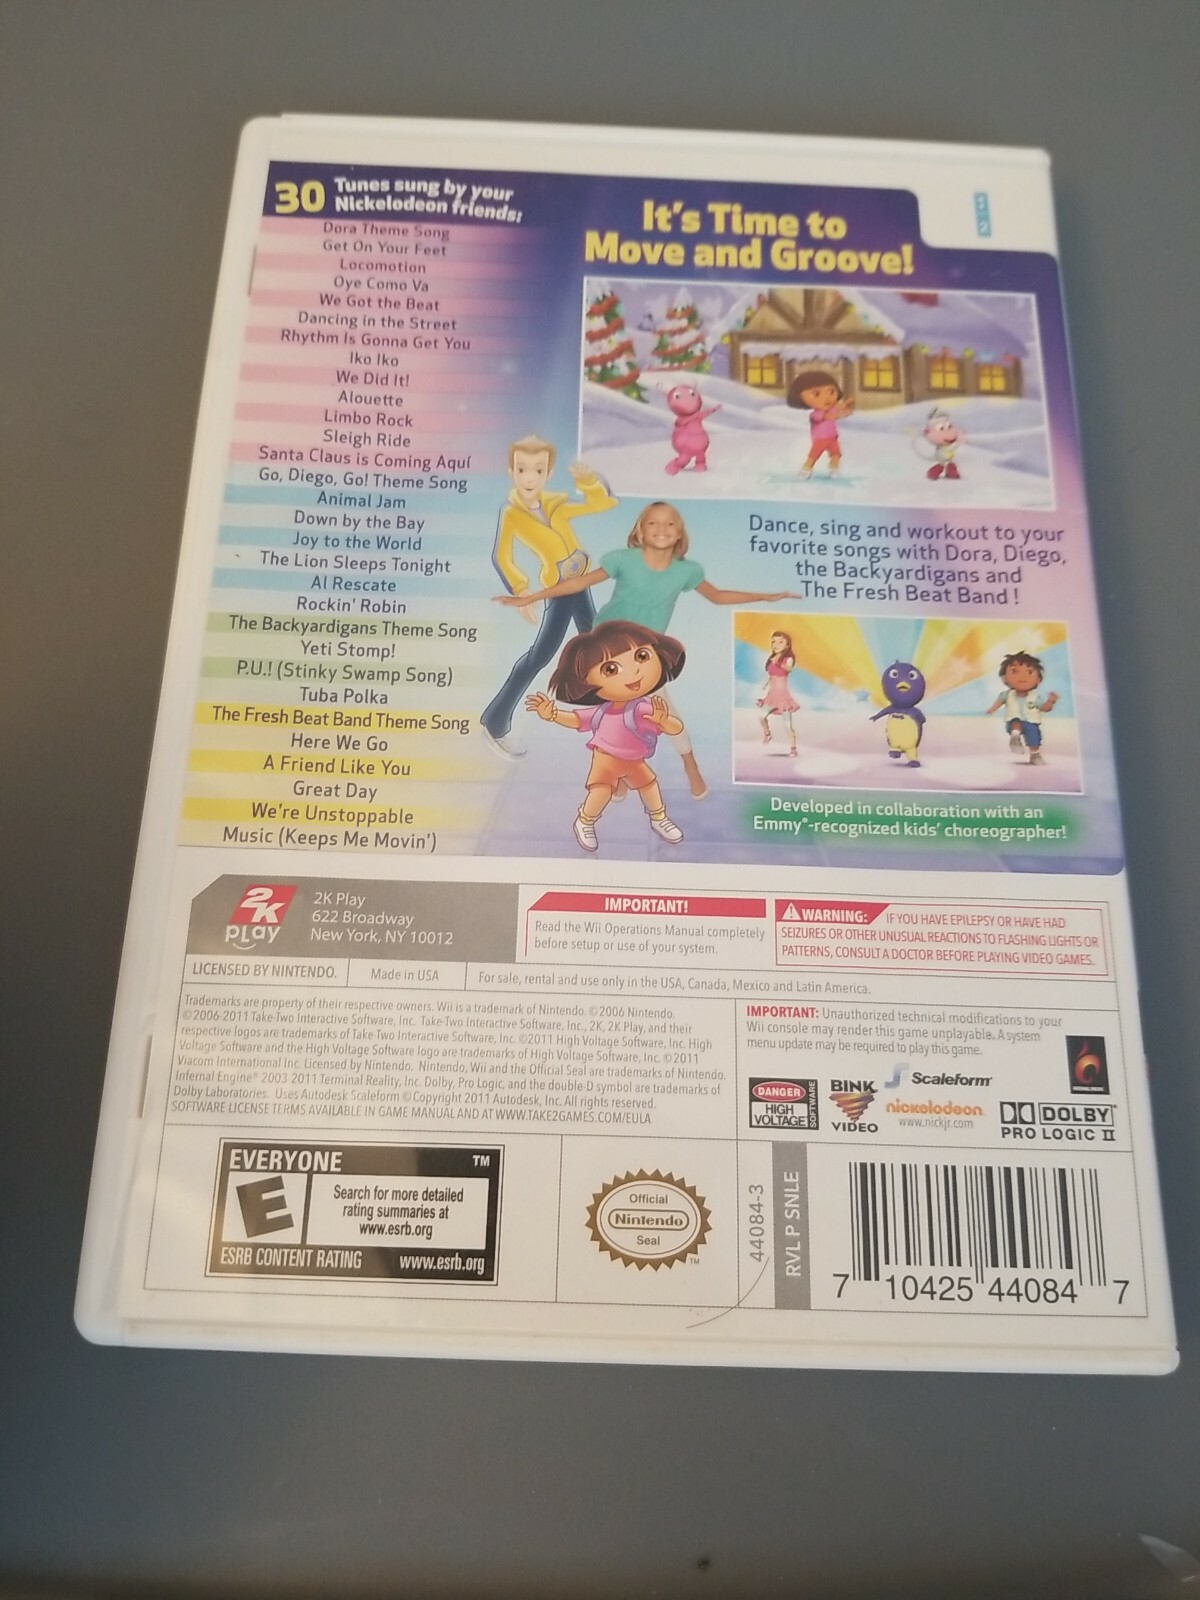 30 Tunes sung by your
Nickelodeon friends:
Dora Theme Song
Get On Your Feet
Locomotion
Oye Como Va
We Got the Beat
Dancing in the Street
Rhythm Is Gonna Get You
Iko Iko
We Did It!
Alouette
Limbo Rock
Sleigh Ride
Santa Claus is Coming Aquí
Go, Diego, Go! Theme Song
Animal Jam
Down by the Bay
Joy to the World
The Lion Sleeps Tonight
Al Rescate
Rockin' Robin
The Backyardigans Theme Song
Yeti Stomp!
P.U.! (Stinky Swamp Song)
Tuba Polka
The Fresh Beat Band Theme Song
Here We Go
A Friend Like You
Great Day
We're Unstoppable
Music (Keeps Me Movin')
It's Time to
Move and Groove!
Dance, sing and workout to your
favorite songs with Dora, Diego,
the Backyardigans and
The Fresh Beat Band !
Developed in collaboration with an
Emmy®-recognized kids' choreographer!
2K
PLAY
2K Play
622 Broadway
New York, NY 10012
IMPORTANT!
Read the Wii Operations Manual completely
before setup or use of your system.
WARNING: IF YOU HAVE EPILEPSY OR HAVE HAD
SEIZURES OR OTHER UNUSUAL REACTIONS TO FLASHING LIGHTS OR
PATTERNS, CONSULT A DOCTOR BEFORE PLAYING VIDEO GAMES.
LICENSED BY NINTENDO.
Made in USA
For sale, rental and use only in the USA, Canada, Mexico and Latin America.
Trademarks are property of their respective owners. Wii is a trademark of Nintendo. © 2006 Nintendo.
© 2006-2011 Take-Two Interactive Software, Inc. Take-Two Interactive Software, Inc., 2K, 2K Play, and their
respective logos are trademarks of Take-Two Interactive Software, Inc. ©2011 High Voltage Software, Inc. High
Voltage Software and the High Voltage Software logo are trademarks of High Voltage Software, Inc. © 2011
Viacom International Inc. Licensed by Nintendo. Nintendo, Wii and the Official Seal are trademarks of Nintendo.
Infernal Engine® 2003 2011 Terminal Reality, Inc. Dolby, Pro Logic, and the double-D symbol are trademarks of
Dolby Laboratories. Uses Autodesk Scaleform © Copyright 2011 Autodesk, Inc. All rights reserved.
SOFTWARE LICENSE TERMS AVAILABLE IN GAME MANUAL AND AT WWW.TAKE2GAMES.COM/EULA
IMPORTANT: Unauthorized technical modifications to your
Wii console may render this game unplayable. A system
menu update may be required to play this game.
DANGER
HIGH
VOLTAGE
SOFTWARE
BINK
VIDEO
Scaleform
nickelodeon
www.nickjr.com
DOLBY
PRO LOGIC II
EVERYONE ™
E
Search for more detailed
rating summaries at
www.esrb.org
ESRB CONTENT RATING www.esrb.org
Official
Nintendo
Seal
™
44084-3
RVL P SNLE
7 10425 44084 7